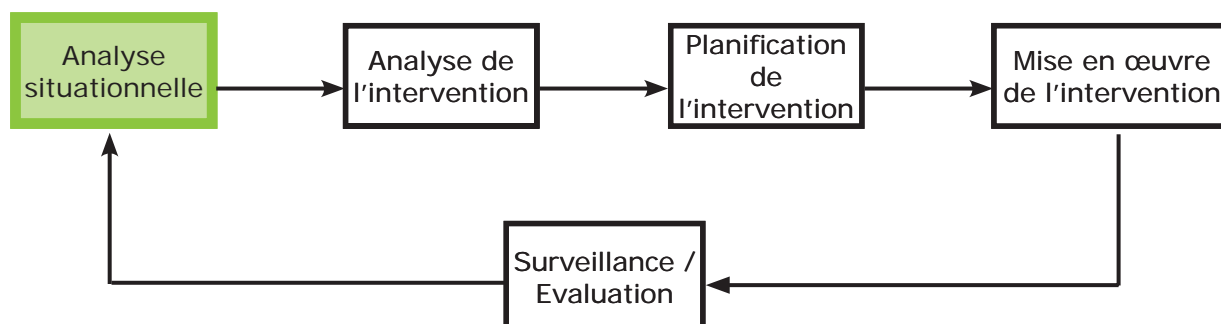 Analyse
situationnelle
Analyse de
l'intervention
Planification
de
l'intervention
Mise en œuvre
de l'intervention
Surveillance /
Evaluation